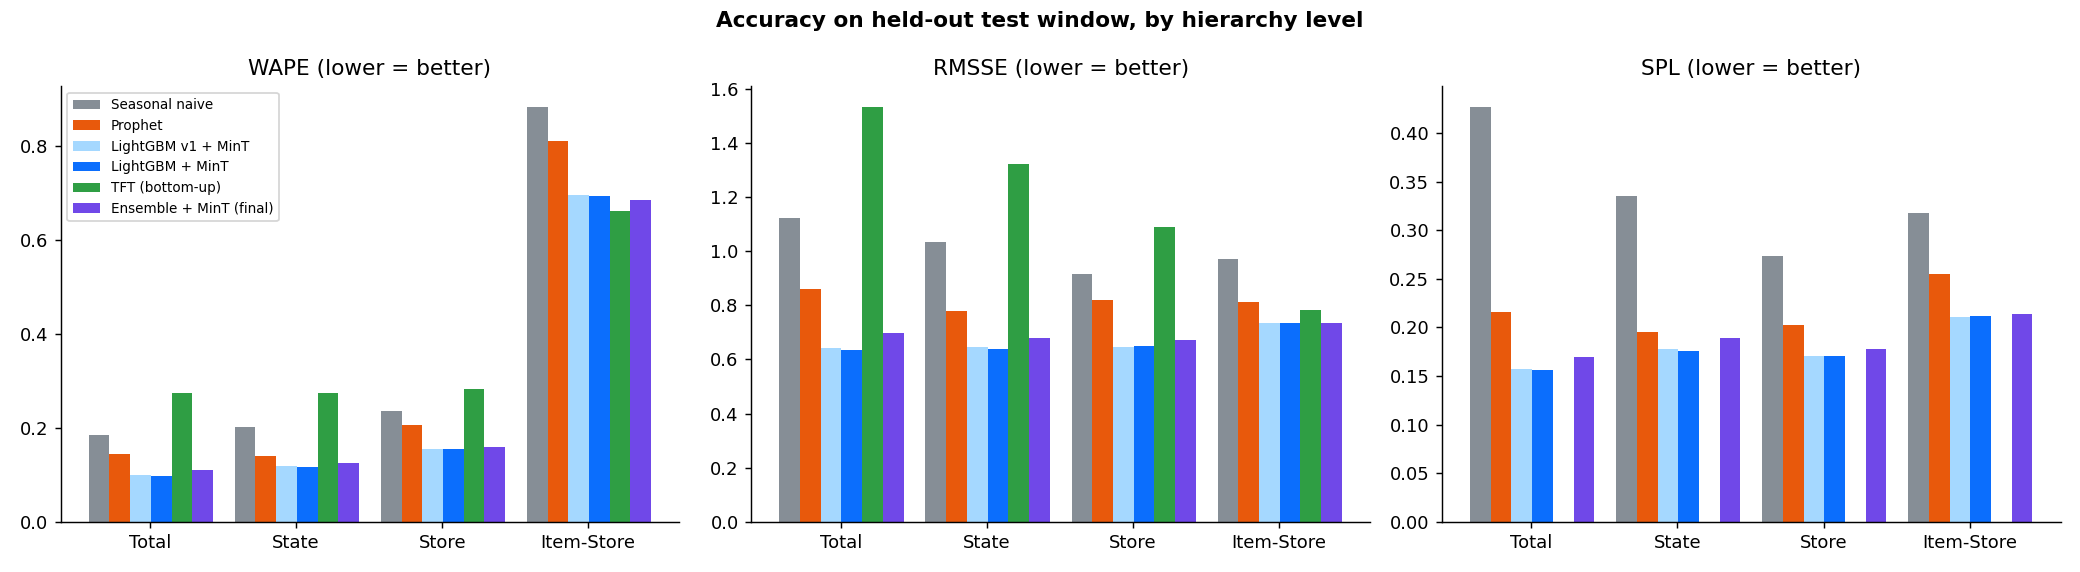 Accuracy on held-out test window, by hierarchy level
WAPE (lower = better)
0.8
0.6
0.4
0.2
0.0
Seasonal naive
Prophet
LightGBM v1 + MinT
LightGBM + MinT
TFT (bottom-up)
Ensemble + MinT (final)
Total
State
Store
Item-Store
RMSSE (lower = better)
1.6
1.4
1.2
1.0
0.8
0.6
0.4
0.2
0.0
Total
State
Store
Item-Store
SPL (lower = better)
0.40
0.35
0.30
0.25
0.20
0.15
0.10
0.05
0.00
Total
State
Store
Item-Store